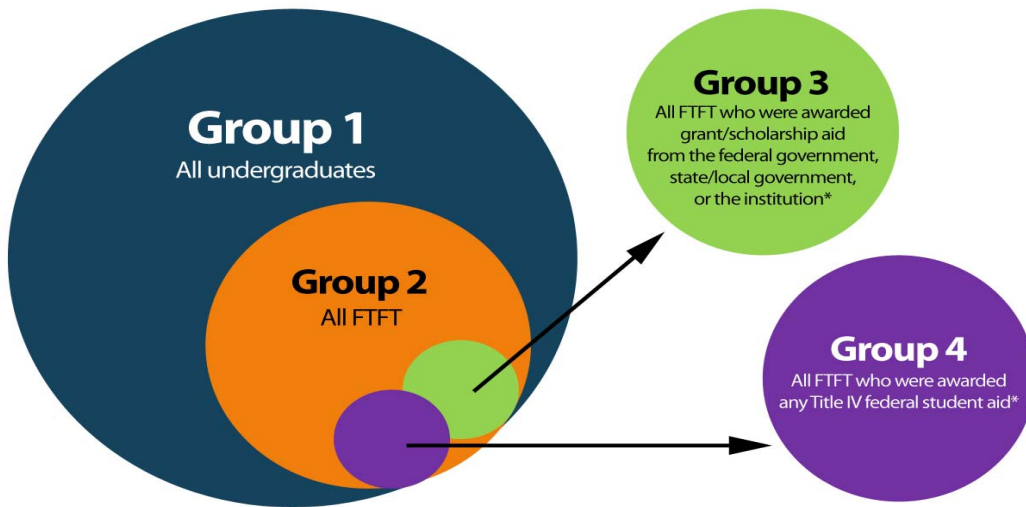 Group 1
All undergraduates
Group 2
All FTFT
Group 3
All FTFT who were awarded
grant/scholarship aid
from the federal government,
state/local government,
or the institution*
Group 4
All FTFT who were awarded
any Title IV federal student aid*